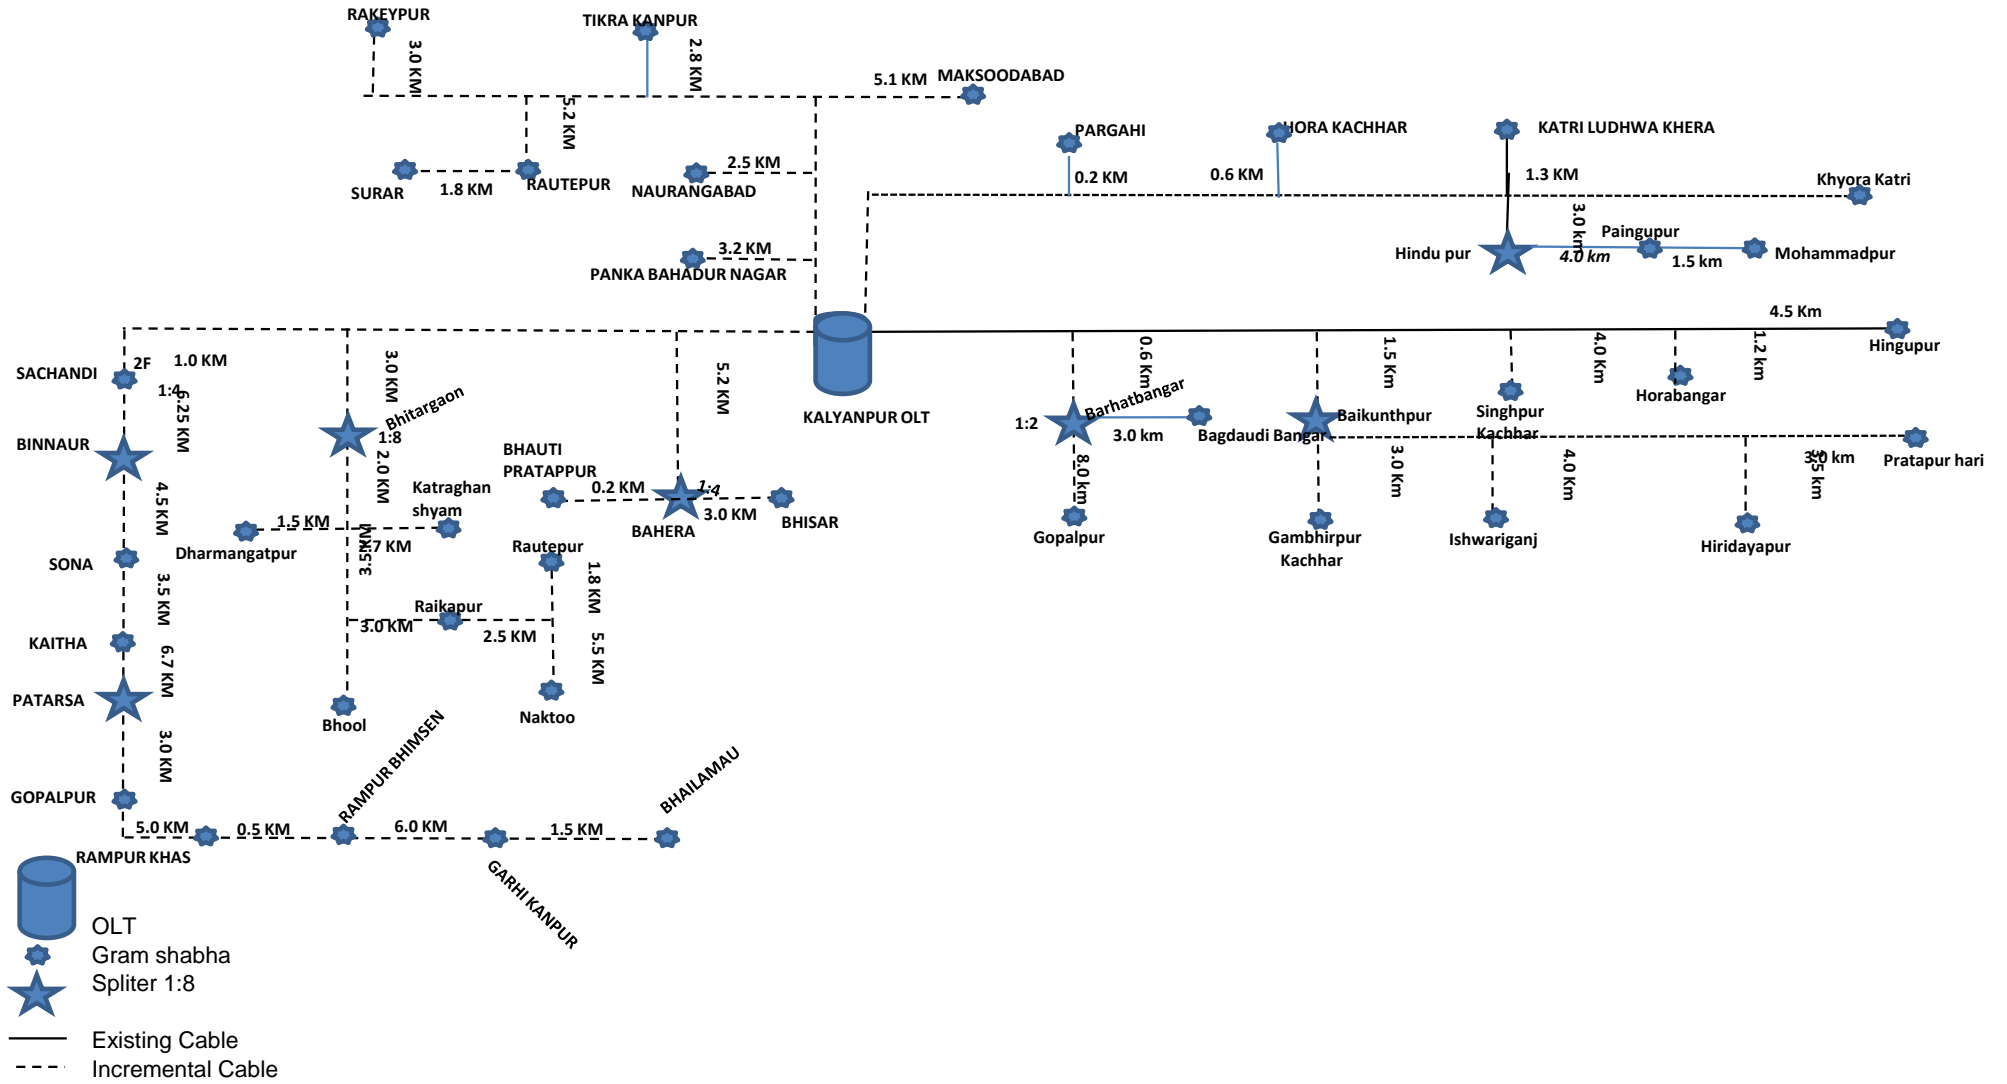 RAKEYPUR
TIKRA KANPUR
3.0 KM
2.8 KM
5.1 KM
MAKSOODABAD
5.2 KM
PARGAHI
HORA KACHHAR
KATRI LUDHWA KHERA
SURAR
1.8 KM
RAUTEPUR
2.5 KM
NAURANGABAD
0.2 KM
0.6 KM
1.3 KM
Khyora Katri
3.2 KM
PANKA BAHADUR NAGAR
3.0 km
Hindu pur
Paingupur
4.0 km
1.5 km
Mohammadpur
4.5 Km
Hingupur
SACHANDI
2F
1.0 KM
1:4
6.25 KM
3.0 KM
5.2 KM
KALYANPUR OLT
0.6 Km
1.5 Km
4.0 Km
1.2 km
Horabangar
BINNAUR
Bhitargaon
1:8
2.0 KM
BHAUTI
PRATAPPUR
1:2
Barhatbangar
3.0 km
Bagdaudi Bangar
Baikunthpur
Singhpur
Kachhar
3.0 km
3.5 km
Pratapur hari
4.5 KM
Katraghan
shyam
0.2 KM
1:4
3.0 KM
BAHERA
BHISAR
8.0 km
Gopalpur
3.0 Km
Gambhirpur
Kachhar
4.0 Km
Ishwariganj
Hiridayapur
1.5 KM
Dharmangatpur
.7 KM
3.5 KM
SONA
Rautepur
3.5 KM
1.8 KM
KAITHA
6.7 KM
Raikapur
3.0 KM
2.5 KM
5.5 KM
PATARSA
Bhool
Naktoo
3.0 KM
GOPALPUR
RAMPUR BHIMSEN
BHAILAMAU
5.0 KM
0.5 KM
6.0 KM
1.5 KM
RAMPUR KHAS
GARHI KANPUR
OLT
Gram shabha
Spliter 1:8
Existing Cable
Incremental Cable